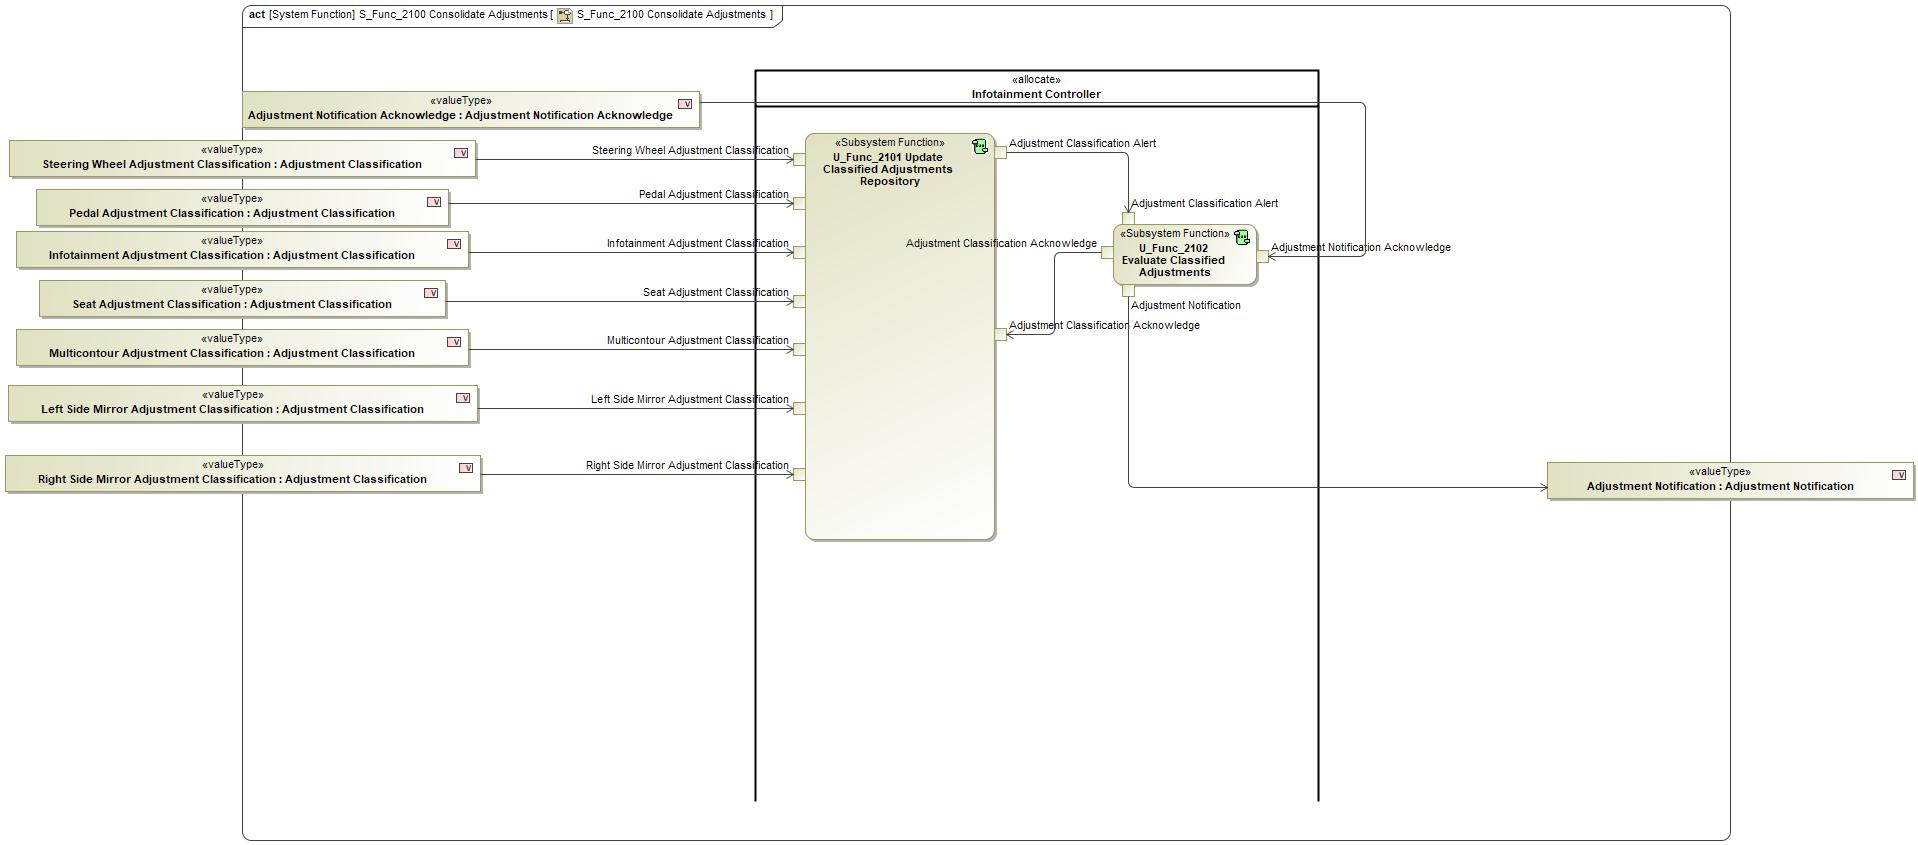 act [System Function] S_Func_2100 Consolidate Adjustments [ S_Func_2100 Consolidate Adjustments ]
«allocate»
Infotainment Controller
«valueType»
v
Adjustment Notification Acknowledge : Adjustment Notification Acknowledge
«valueType»
v
Steering Wheel Adjustment Classification : Adjustment Classification
«valueType»
v
Pedal Adjustment Classification : Adjustment Classification
«valueType»
v
Infotainment Adjustment Classification : Adjustment Classification
«valueType»
v
Seat Adjustment Classification : Adjustment Classification
«valueType»
v
Multicontour Adjustment Classification : Adjustment Classification
«valueType»
v
Left Side Mirror Adjustment Classification : Adjustment Classification
«valueType»
v
Right Side Mirror Adjustment Classification : Adjustment Classification
Steering Wheel Adjustment Classification
Pedal Adjustment Classification
Infotainment Adjustment Classification
Seat Adjustment Classification
Multicontour Adjustment Classification
Left Side Mirror Adjustment Classification
Right Side Mirror Adjustment Classification
«Subsystem Function»
U_Func_2101 Update
Classified Adjustments
Repository
Adjustment Classification Alert
Adjustment Classification Alert
Adjustment Classification Acknowledge
«Subsystem Function»
U_Func_2102
Evaluate Classified
Adjustments
Adjustment Notification Acknowledge
Adjustment Notification
Adjustment Classification Acknowledge
«valueType»
v
Adjustment Notification : Adjustment Notification